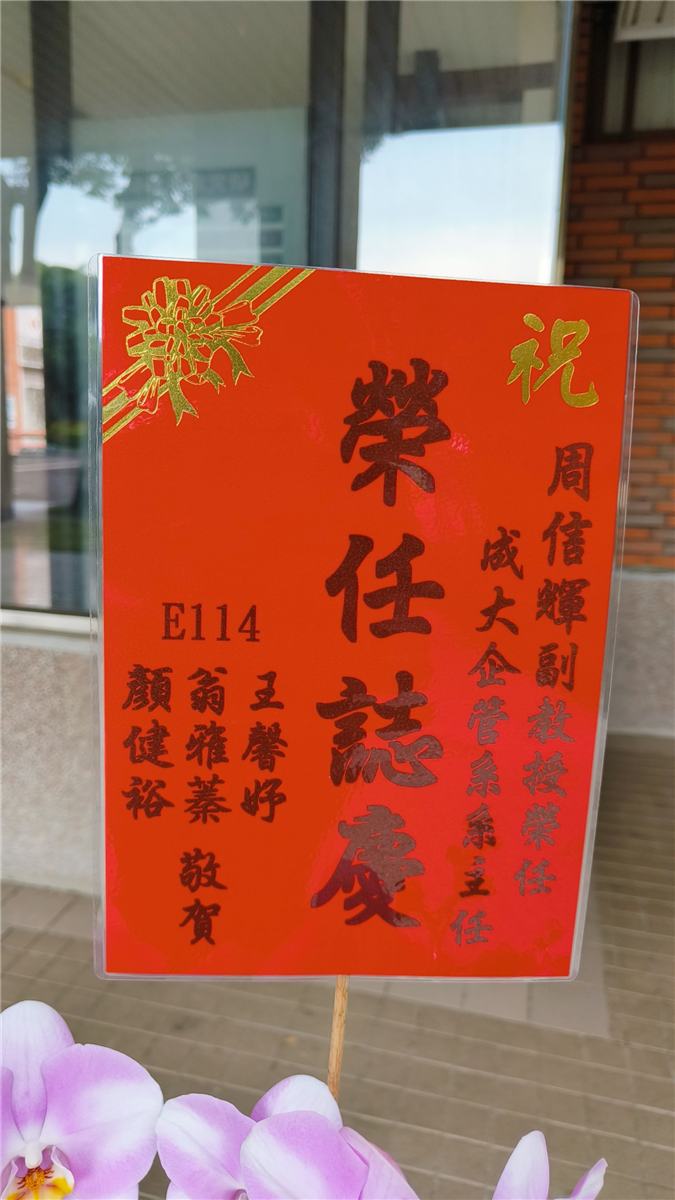 祝
周信輝副教授榮任
成大企管系系主任
榮任誌慶
E114
王馨妤
翁雅蓁 敬賀
顏健裕